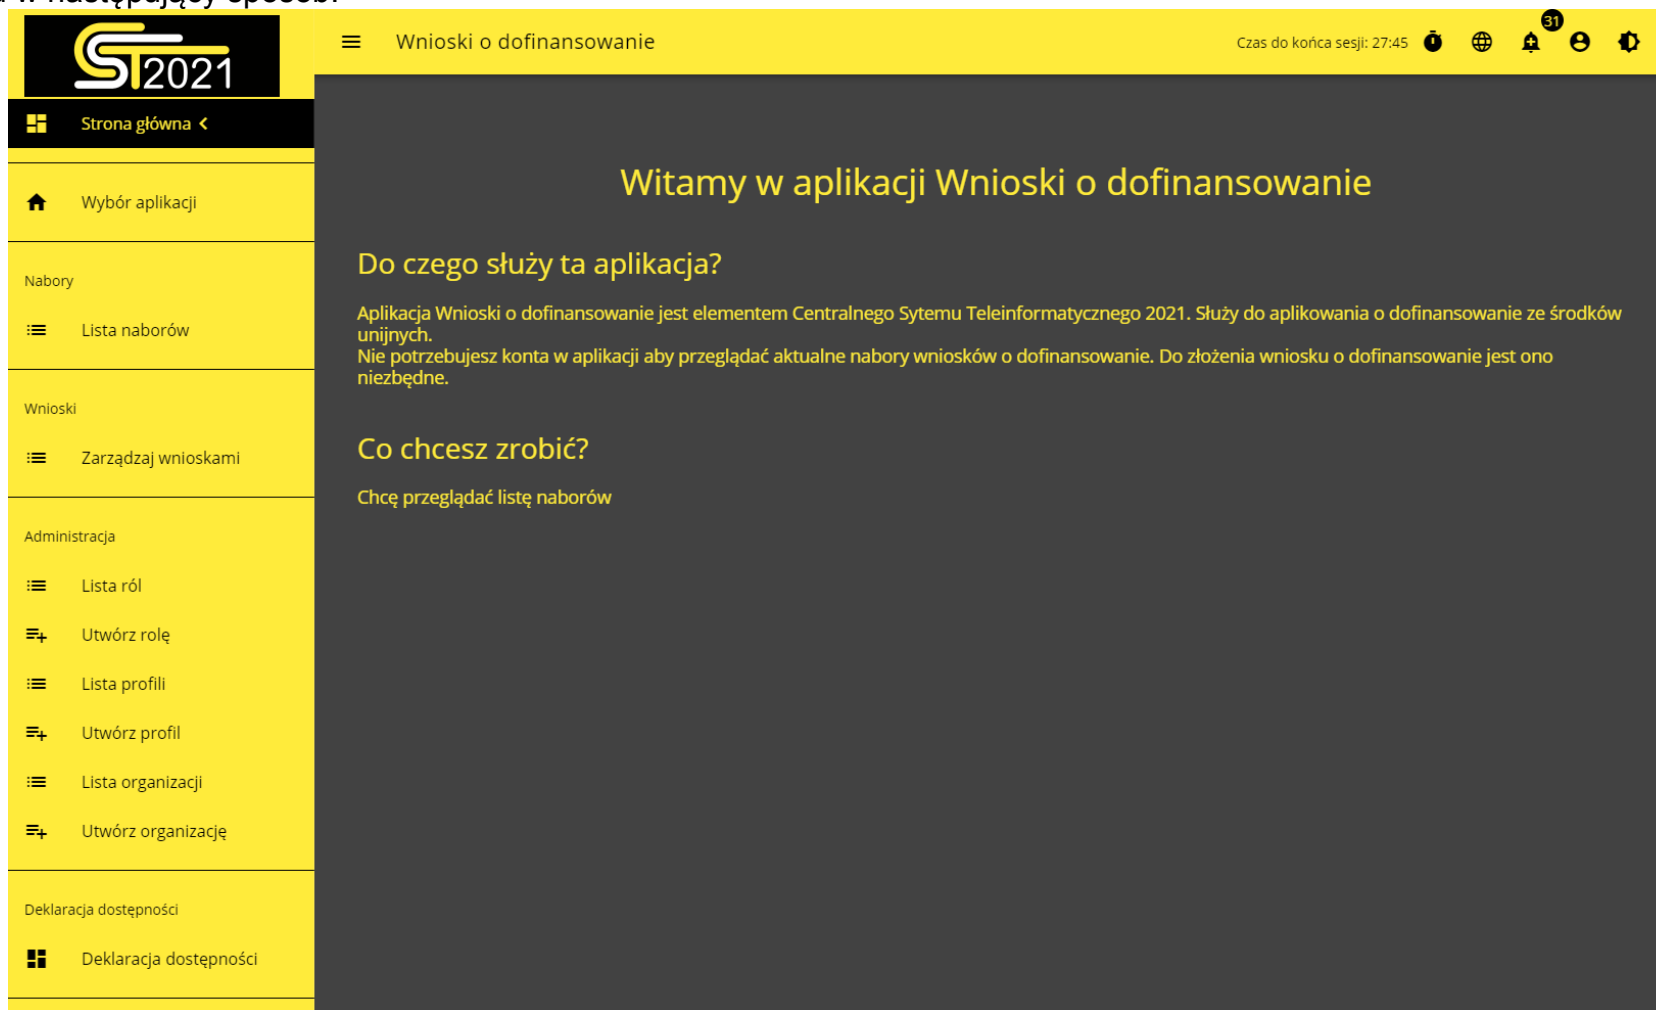 w następujący sposób:
ST2021
Wnioski o dofinansowanie
Czas do końca sesji: 27:45
31
Strona główna
Wybór aplikacji
Nabory
Lista naborów
Wnioski
Zarządzaj wnioskami
Administracja
Lista ról
Utwórz rolę
Lista profili
Utwórz profil
Lista organizacji
Utwórz organizację
Deklaracja dostępności
Deklaracja dostępności
Witamy w aplikacji Wnioski o dofinansowanie
Do czego służy ta aplikacja?
Aplikacja Wnioski o dofinansowanie jest elementem Centralnego Sytemu Teleinformatycznego 2021. Służy do aplikowania o dofinansowanie ze środków
unijnych.
Nie potrzebujesz konta w aplikacji aby przeglądać aktualne nabory wniosków o dofinansowanie. Do złożenia wniosku o dofinansowanie jest ono
niezbędne.
Co chcesz zrobić?
Chcę przeglądać listę naborów